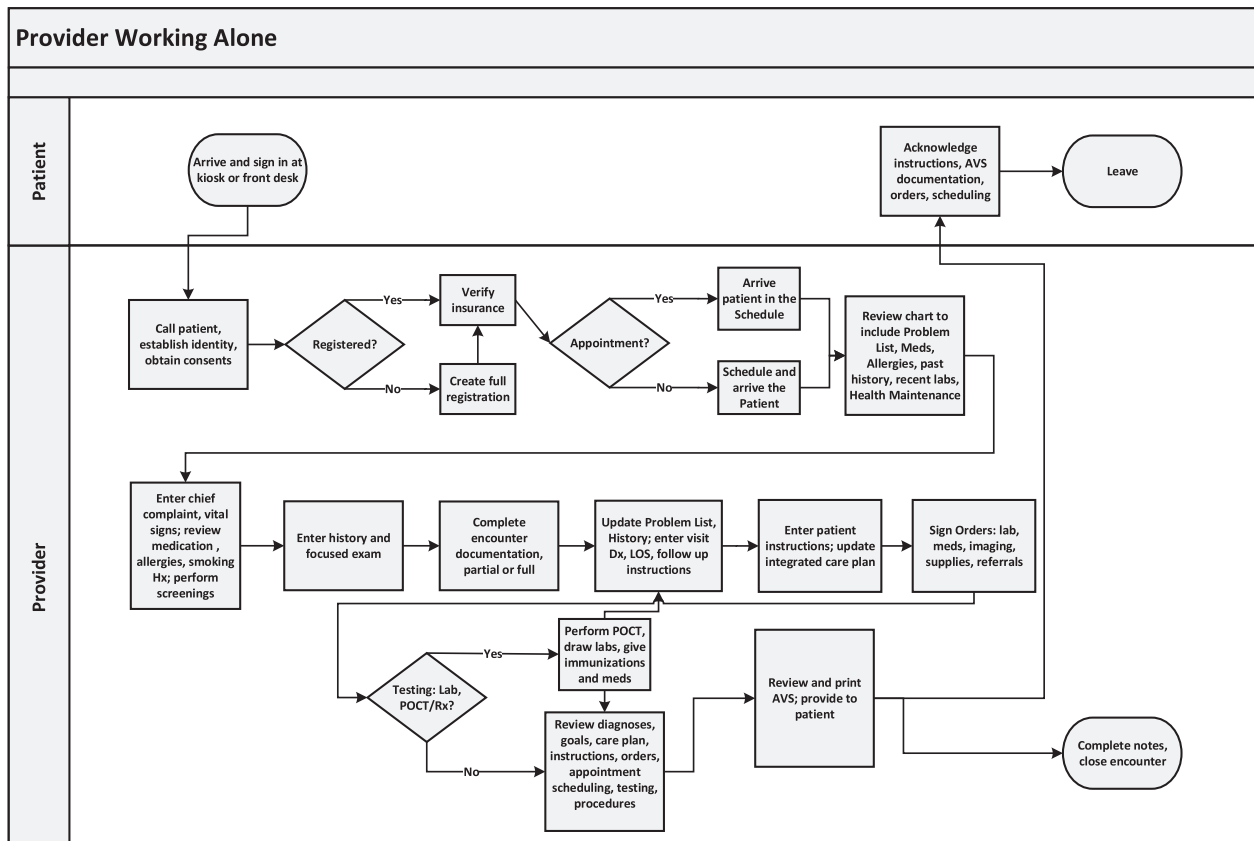 Provider Working Alone
Patient
Arrive and sign in at
kiosk or front desk
Acknowledge
instructions, AVS
documentation,
orders, scheduling
Leave
Provider
Call patient,
establish identity,
obtain consents
Registered?
Yes
No
Verify
insurance
Create full
registration
Appointment?
Yes
No
Arrive
patient in the
Schedule
Schedule and
arrive the
Patient
Review chart to
include Problem
List, Meds,
Allergies, past
history, recent labs,
Health Maintenance
Enter chief
complaint, vital
signs; review
medication ,
allergies, smoking
Hx; perform
screenings
Enter history and
focused exam
Complete
encounter
documentation,
partial or full
Update Problem List,
History; enter visit
Dx, LOS, follow up
instructions
Enter patient
instructions; update
integrated care plan
Sign Orders: lab,
meds, imaging,
supplies, referrals
Testing: Lab,
POCT/Rx?
Yes
No
Perform POCT,
draw labs, give
immunizations
and meds
Review diagnoses,
goals, care plan,
instructions, orders,
appointment
scheduling, testing,
procedures
Review and print
AVS; provide to
patient
Complete notes,
close encounter